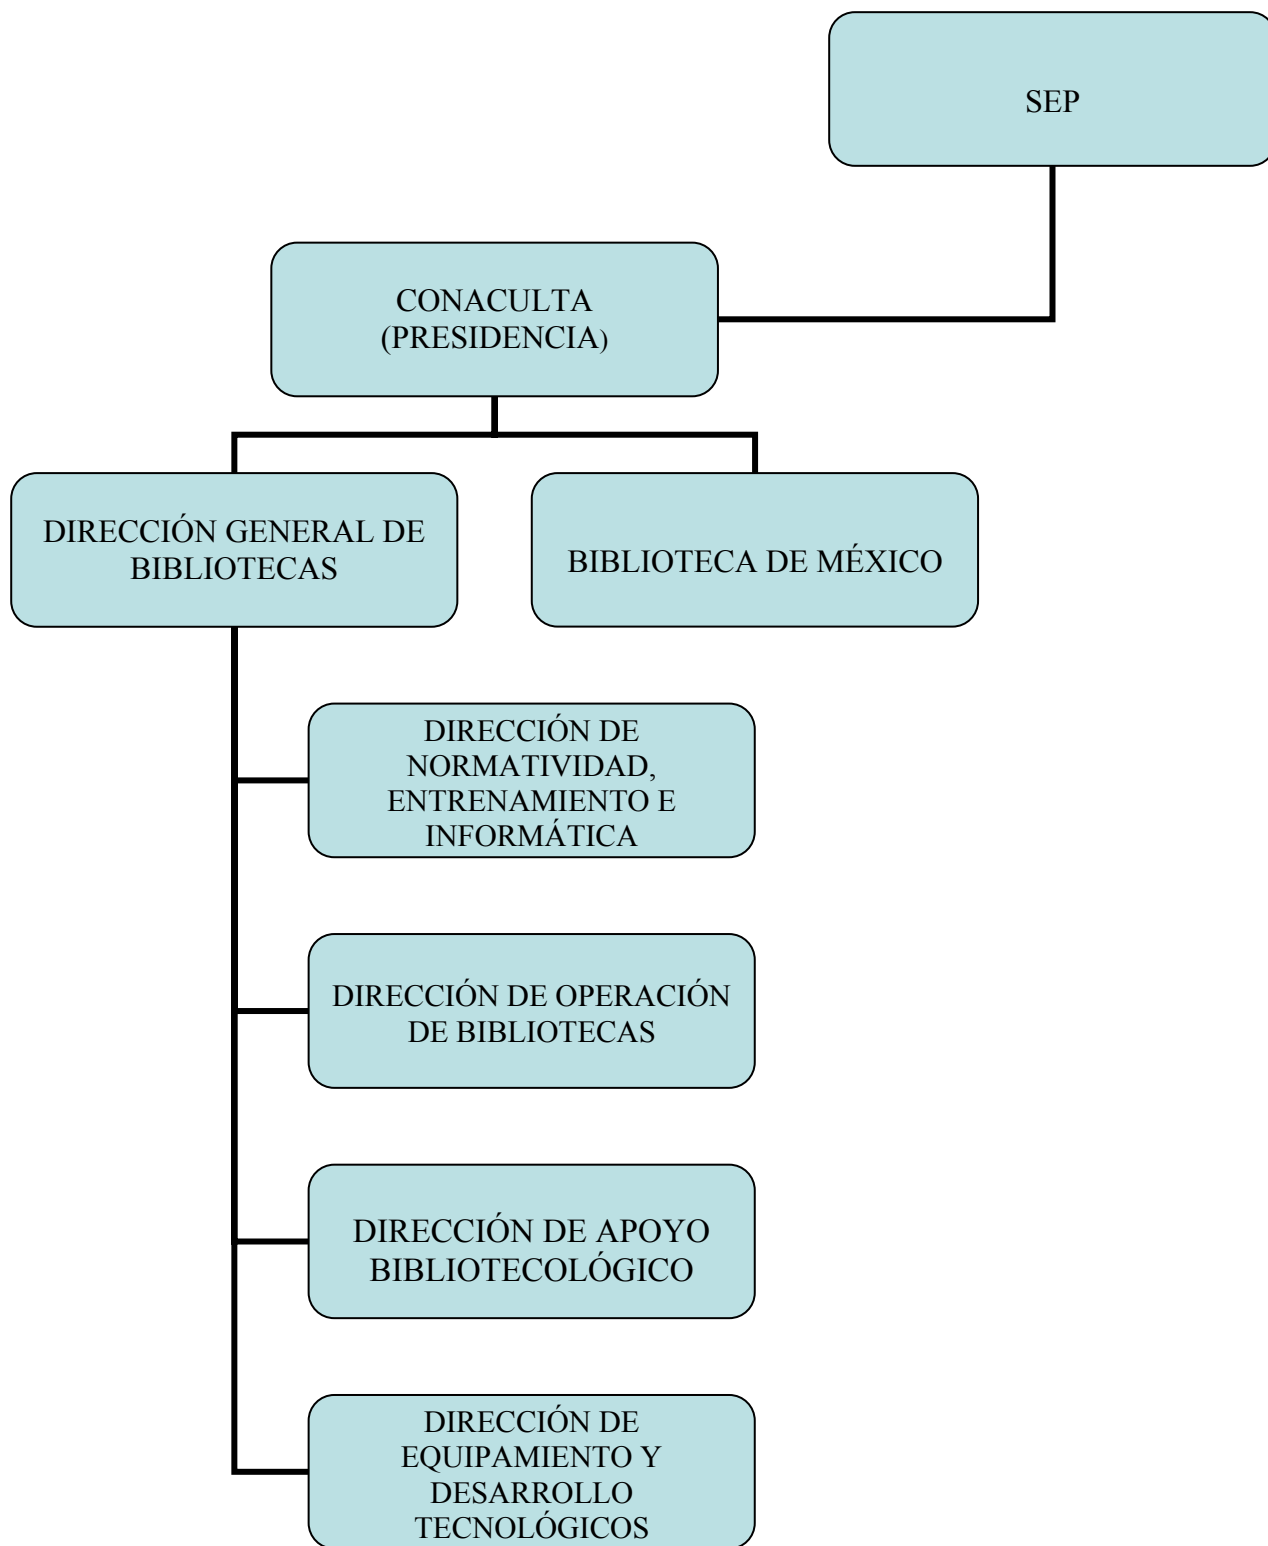 SEP
CONACULTA
(PRESIDENCIA)
DIRECCIÓN GENERAL DE
BIBLIOTECAS
BIBLIOTECA DE MÉXICO
DIRECCIÓN DE
NORMATIVIDAD,
ENTRENAMIENTO E
INFORMÁTICA
DIRECCIÓN DE OPERACIÓN
DE BIBLIOTECAS
DIRECCIÓN DE APOYO
BIBLIOTECOLÓGICO
DIRECCIÓN DE
EQUIPAMIENTO Y
DESARROLLO
TECNOLÓGICOS